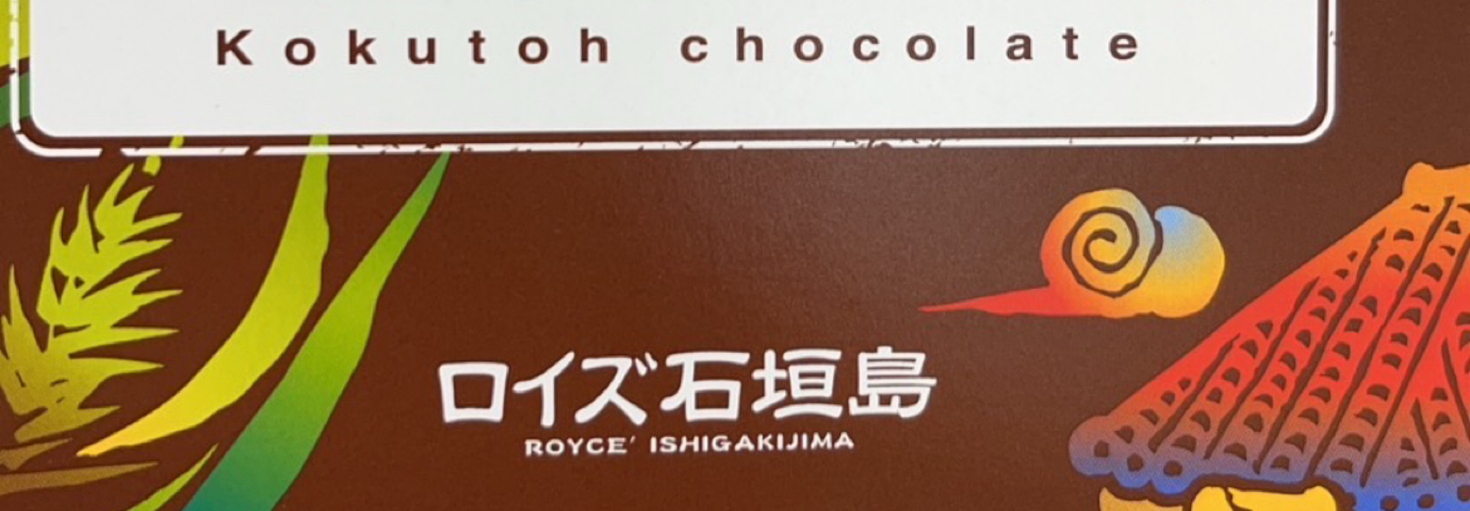 Kokutoh chocolate
ロイズ石垣島
ROYCE' ISHIGAKIJIMA